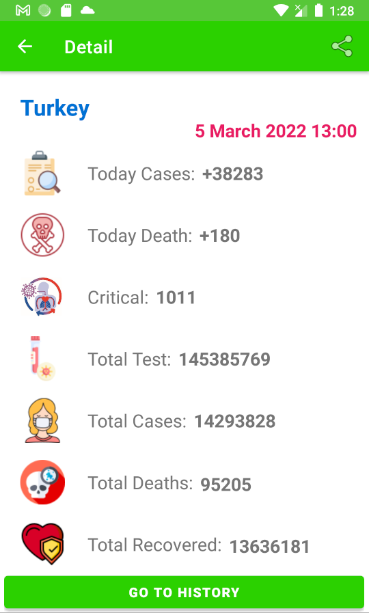 1:28
Detail
Turkey
5 March 2022 13:00
Today Cases: +38283
Today Death: +180
Critical: 1011
Total Test: 145385769
Total Cases: 14293828
Total Deaths: 95205
Total Recovered: 13636181
GO TO HISTORY